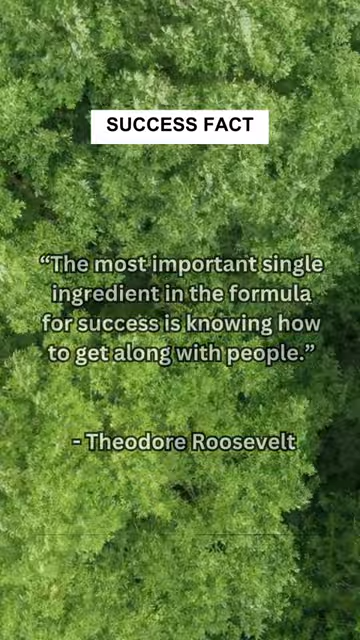 SUCCESS FACT
“The most important single
ingredient in the formula
for success is knowing how
to get along with people.”
- Theodore Roosevelt